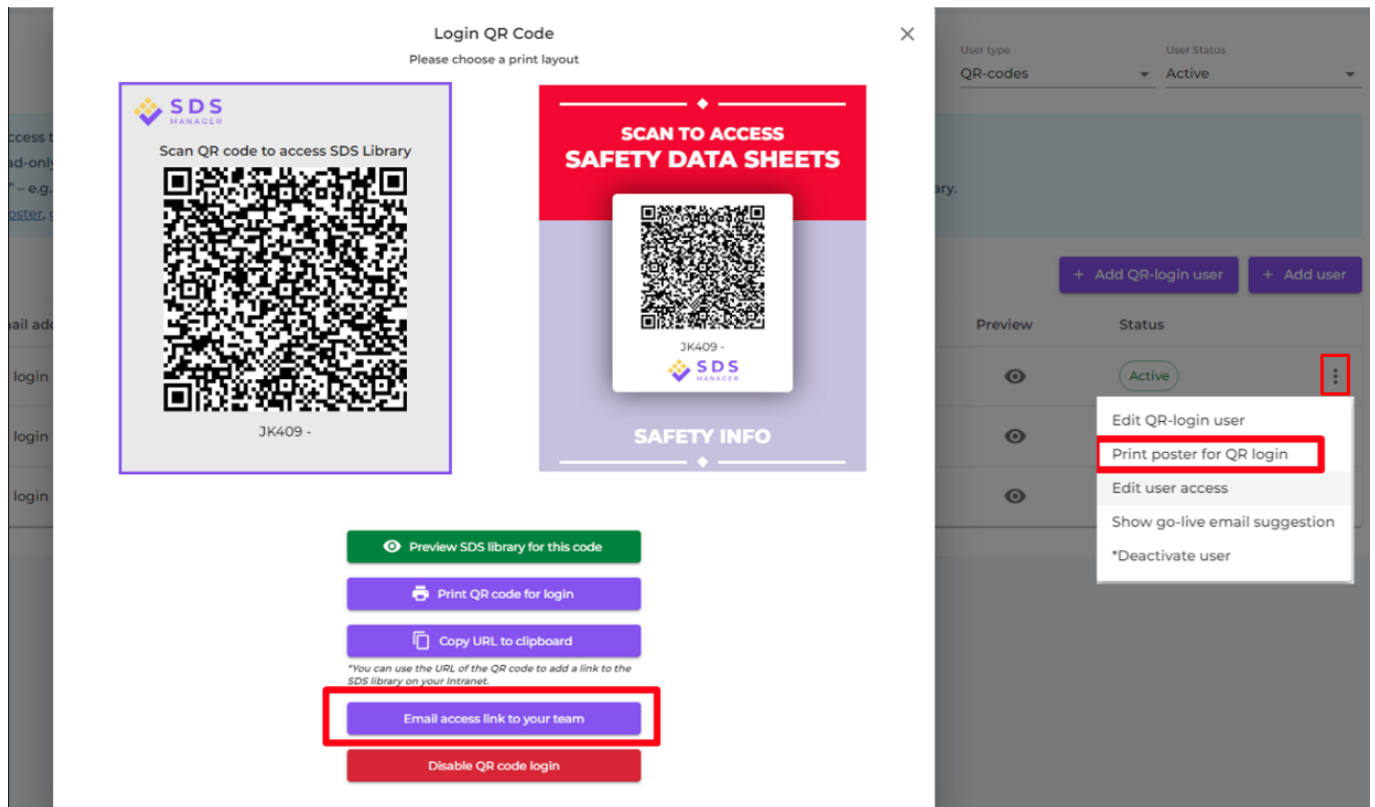 Login QR Code
Please choose a print layout
SDS
MANAGER
Scan QR code to access SDS Library
JK409 -
SCAN TO ACCESS
SAFETY DATA SHEETS
JK409 -
SDS
MANAGER
SAFETY INFO
Preview SDS library for this code
Print QR code for login
Copy URL to clipboard
*You can use the URL of the QR code to add a link to the
SDS library on your Intranet.
Email access link to your team
Disable QR code login
User type
User Status
QR-codes
Active
" – e.g.
+ Add QR-login user
+ Add user
Preview
Status
login
Active
login
login
Edit QR-login user
Print poster for QR login
Edit user access
Show go-live email suggestion
*Deactivate user